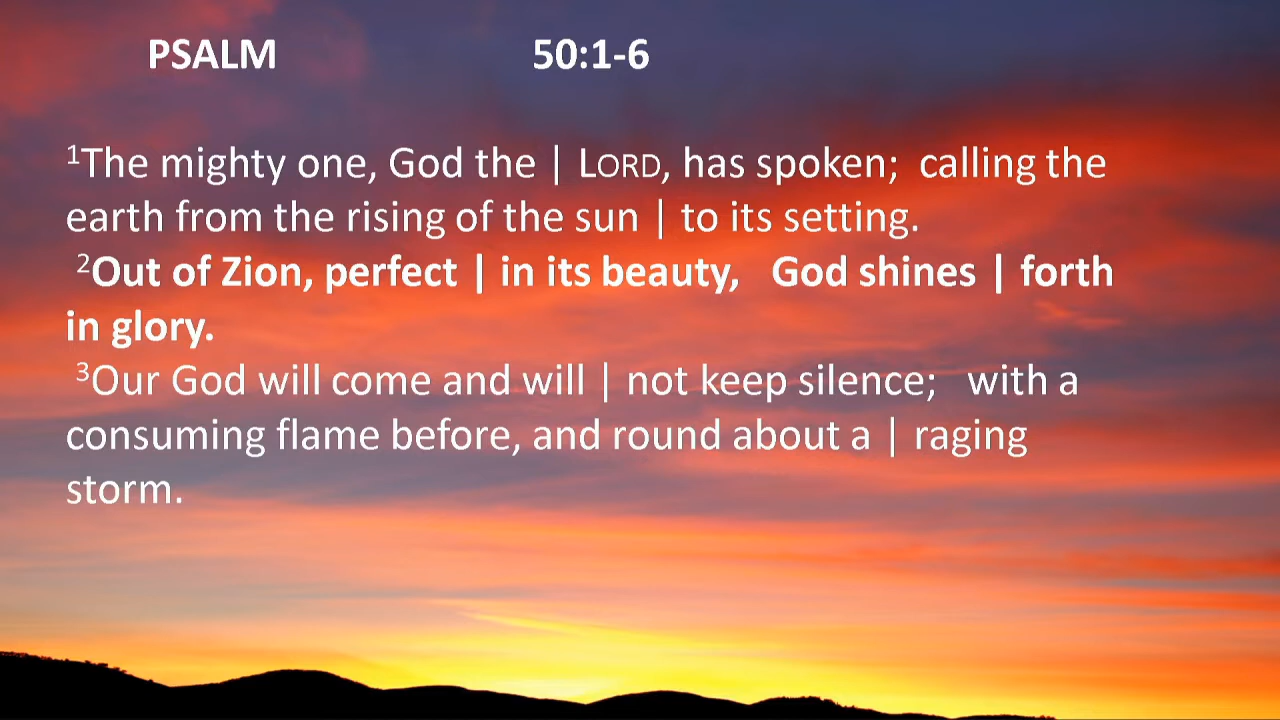 PSALM 50:1-6
¹The mighty one, God the | LORD, has spoken; calling the
earth from the rising of the sun | to its setting.
²Out of Zion, perfect | in its beauty, God shines | forth
in glory.
³Our God will come and will | not keep silence; with a
consuming flame before, and round about a | raging
storm.